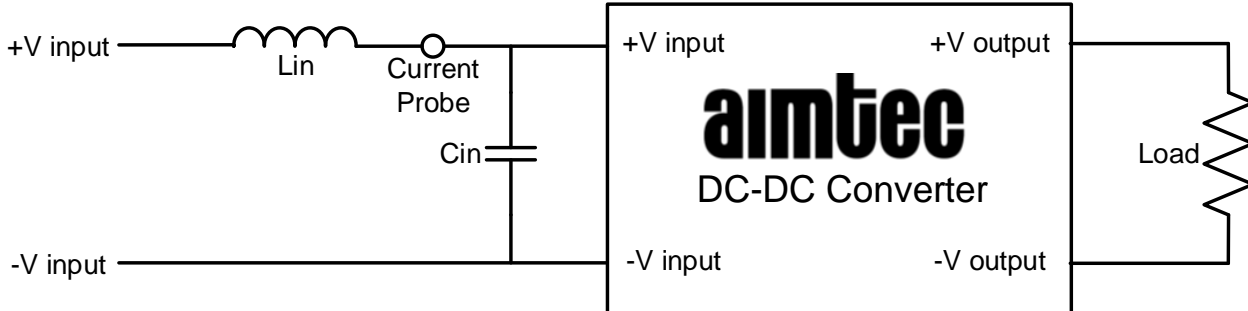 +V input
Lin
Current
Probe
Cin
-V input
+V input
+V output
aimtec
DC-DC Converter
-V input
-V output
Load